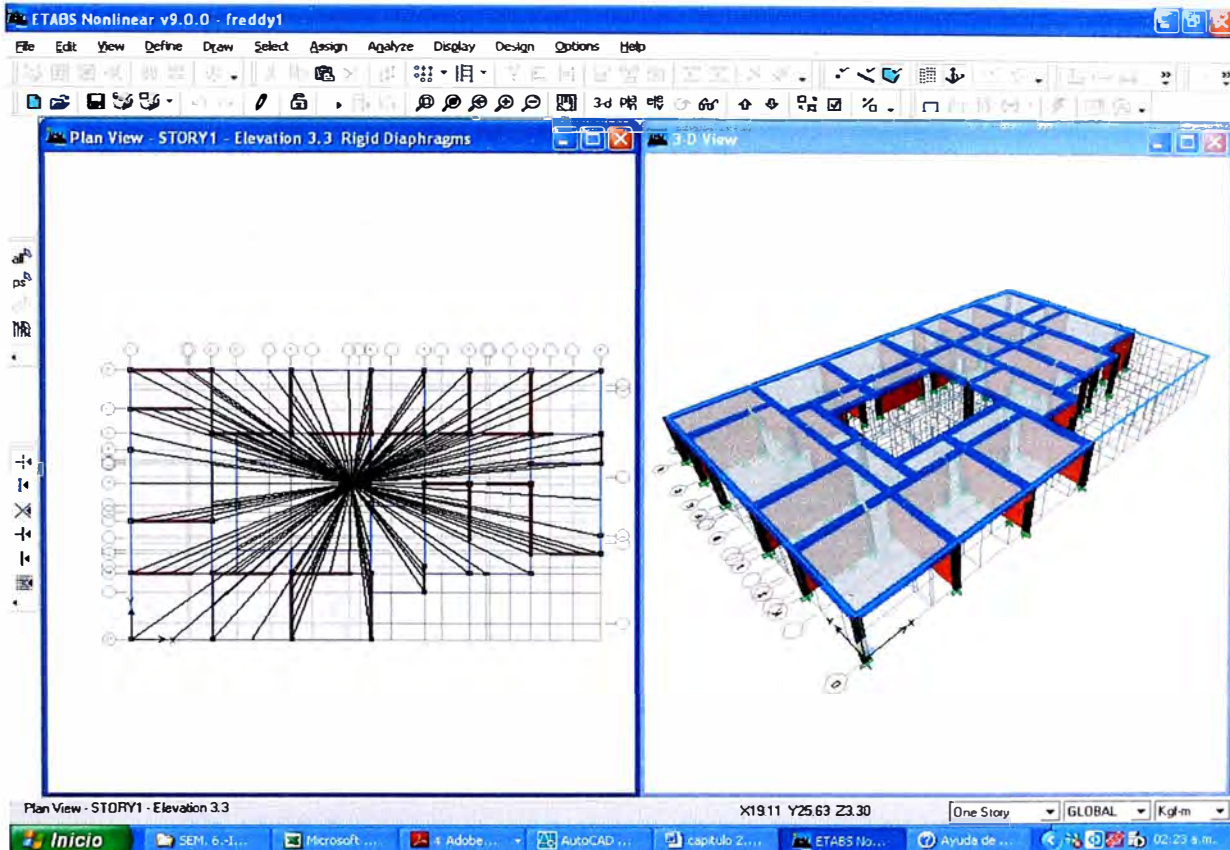 ETABS Nonlinear v9.0.0 - freddy1
File Edit View Define Draw Select Assign Analyze Display Design Options Help
3-d
Plan View - STORY1 - Elevation 3.3 Rigid Diaphragms
3-D View
all
ps
X
Y
X
Y
Plan View - STORY1 - Elevation 3.3
X19.11 Y25.63 Z3.30
One Story
GLOBAL
Kgf-m
Inicio
SEM. 6.-I...
Microsoft ...
4 Adobe...
AutoCAD ...
capitulo 2....
ETABS No...
Ayuda de ...
02:23 a.m.